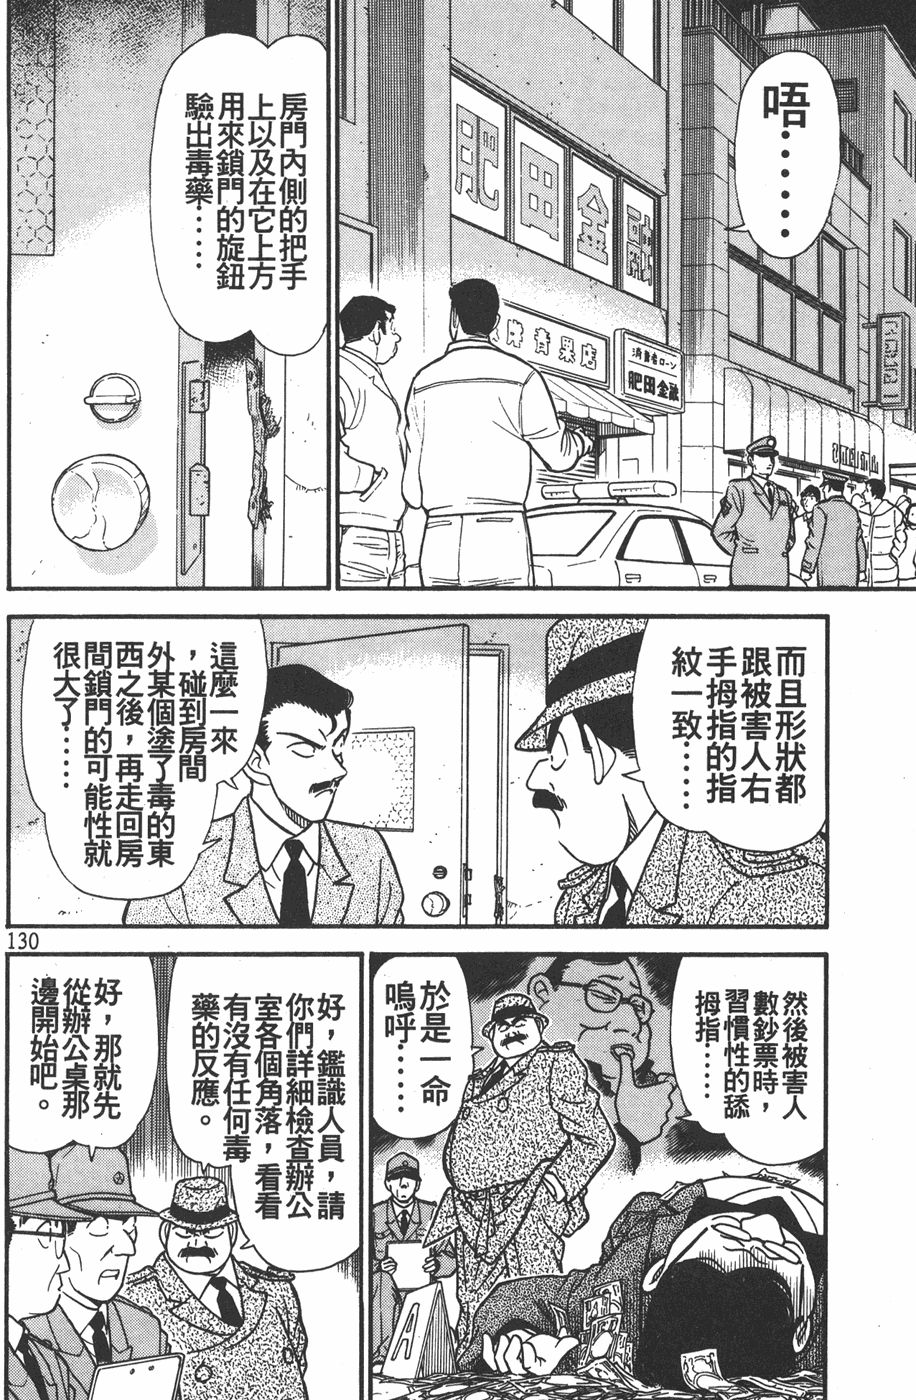 唔……
肥田金融
岸青果店
消費者ローン
肥田金融
房門內側的把手
上以及在它上方
用來鎖門的旋鈕
驗出毒藥……
而且形狀都
跟被害人右
手拇指的指
紋一致……
這麼一來
，碰到房間
外某個塗了毒的東
西之後，再走回房
間鎖門的可能性就
很大了……
130
然後被害人
數鈔票時，
習慣性的舔
拇指……
於是一命
嗚呼……
A
好，鑑識人員，請
你們詳細檢查辦公
室各個角落，看看
有沒有任何毒
藥的反應。
好，那就先
從辦公桌那
邊開始吧。